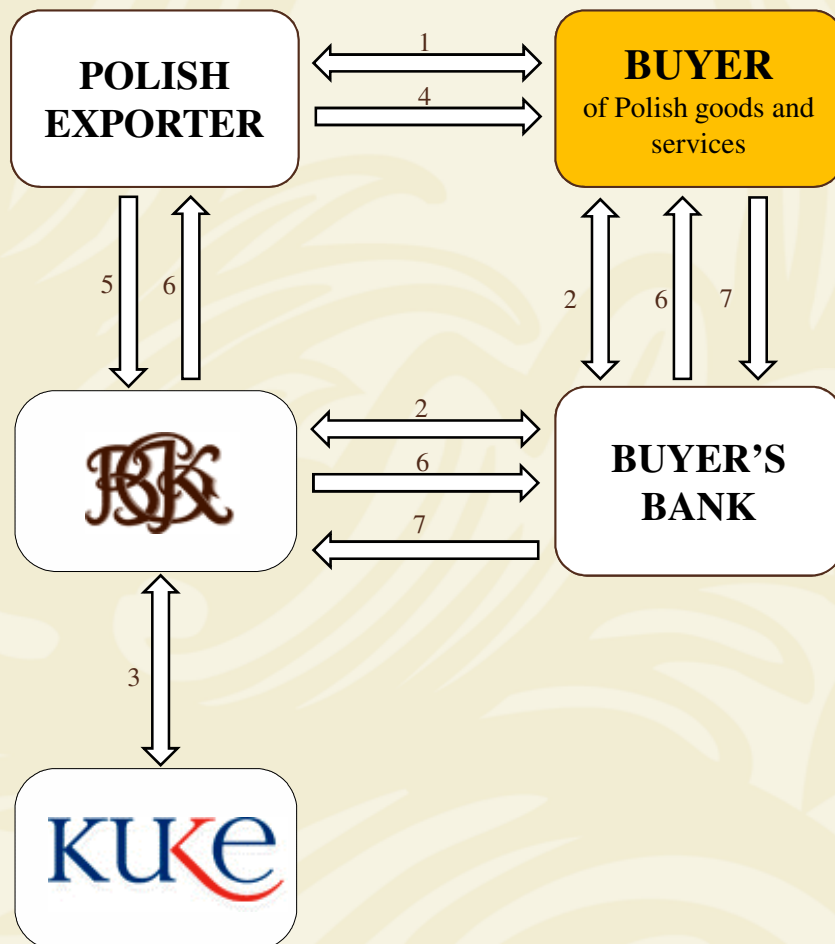 POLISH
EXPORTER
1
4
BUYER
of Polish goods and
services
5
6
2
6
7
BGK
2
6
7
BUYER’S
BANK
3
KUKe